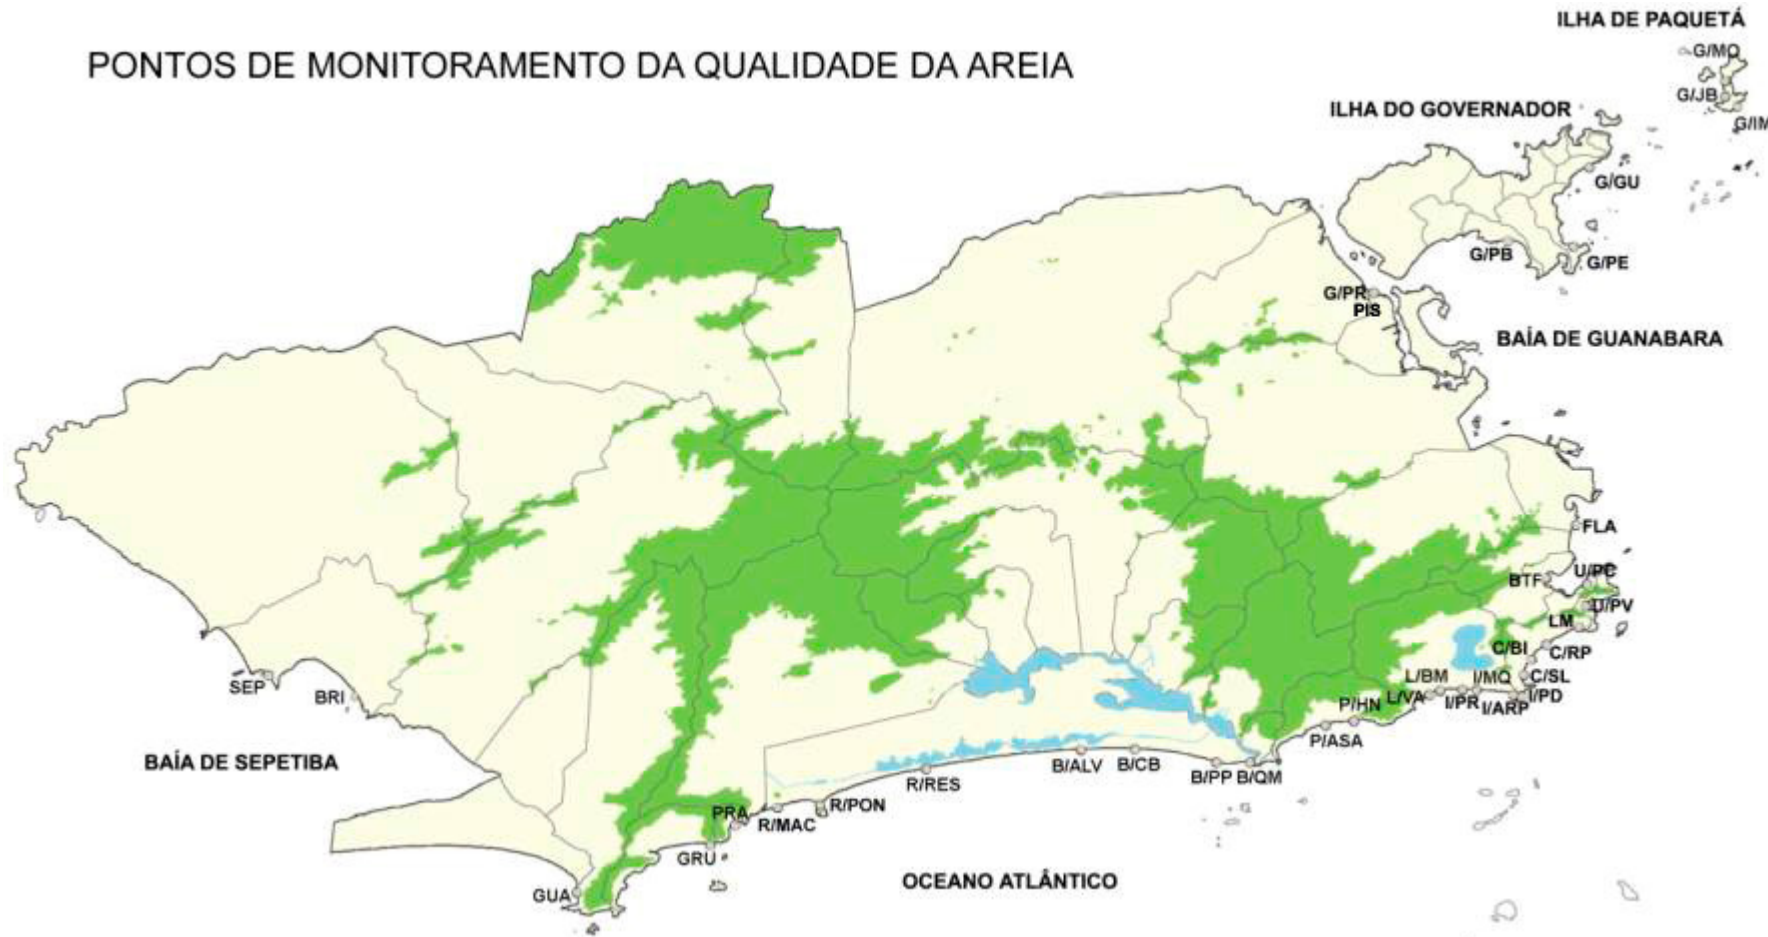 ILHA DE PAQUETÁ
G/MO
PONTOS DE MONITORAMENTO DA QUALIDADE DA AREIA
G/JB
ILHA DO GOVERNADOR
G/IM
G/GU
G/PB
G/PE
G/PR
PIS
BAÍA DE GUANABARA
FLA
BTF
U/PC
U/PV
LM
C/BI
C/RP
L/BM
I/MQ
C/SL
SEP
BRI
L/VA
I/PR
I/ARP
I/PD
P/HN
P/ASA
BAÍA DE SEPETIBA
B/ALV
B/CB
B/PP
B/QM
R/RES
PRA
R/MAC
R/PON
GRU
OCEANO ATLÂNTICO
GUA